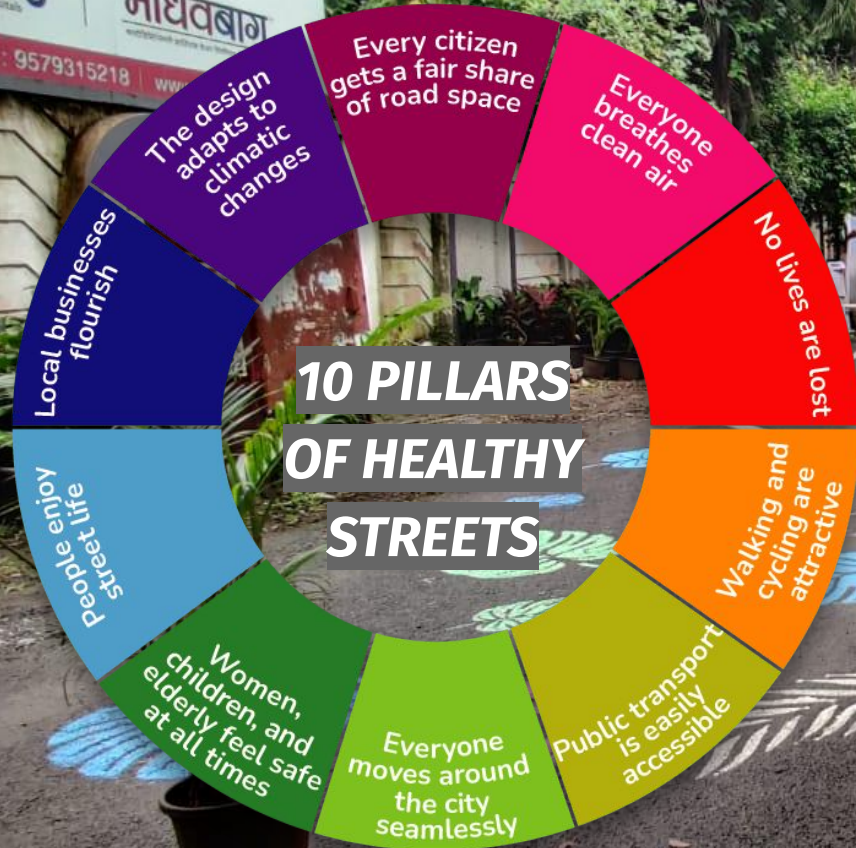 माधवबाग
: 9579315218
www.
Every citizen
gets a fair share
of road space
Everyone
breathes
clean air
No lives are lost
Walking and
cycling are
attractive
Public transport
is easily
accessible
Everyone
moves around
the city
seamlessly
Women,
children, and
elderly feel safe
at all times
People enjoy
street life
Local businesses
flourish
The design
adapts to
climatic
changes
10 PILLARS
OF HEALTHY
STREETS